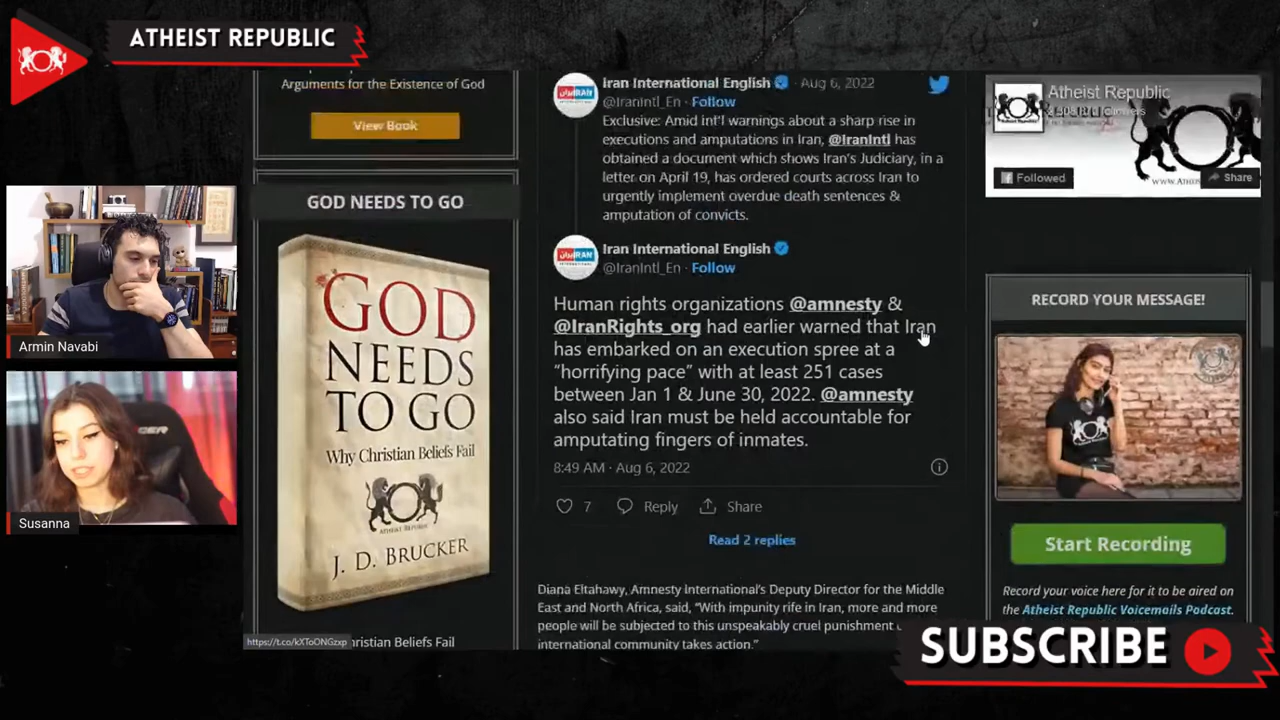 ATHEIST REPUBLIC
Arguments for the Existence of God
View Book
GOD NEEDS TO GO
GOD
NEEDS
TO GO
Why Christian Beliefs Fail
ATHEIST REPUBLIC
J. D. BRUCKER
https://t.co/kXToONGzxp
hristian Beliefs Fail
Armin Navabi
Susanna
Iran International English · Aug 6, 2022
@IranIntl_En · Follow
Exclusive: Amid int'l warnings about a sharp rise in
executions and amputations in Iran, @IranIntl has
obtained a document which shows Iran's Judiciary, in a
letter on April 19, has ordered courts across Iran to
urgently implement overdue death sentences &
amputation of convicts.
Iran International English
@IranIntl_En · Follow
Human rights organizations @amnesty &
@IranRights_org had earlier warned that Iran
has embarked on an execution spree at a
“horrifying pace” with at least 251 cases
between Jan 1 & June 30, 2022. @amnesty
also said Iran must be held accountable for
amputating fingers of inmates.
8:49 AM · Aug 6, 2022
7 Reply Share
Read 2 replies
Diana Eltahawy, Amnesty International's Deputy Director for the Middle
East and North Africa, said, “With impunity rife in Iran, more and more
people will be subjected to this unspeakably cruel punishment
international community takes action.”
Atheist Republic
Followed
Share
RECORD YOUR MESSAGE!
Start Recording
Record your voice here for it to be aired on
the Atheist Republic Voicemails Podcast.
SUBSCRIBE